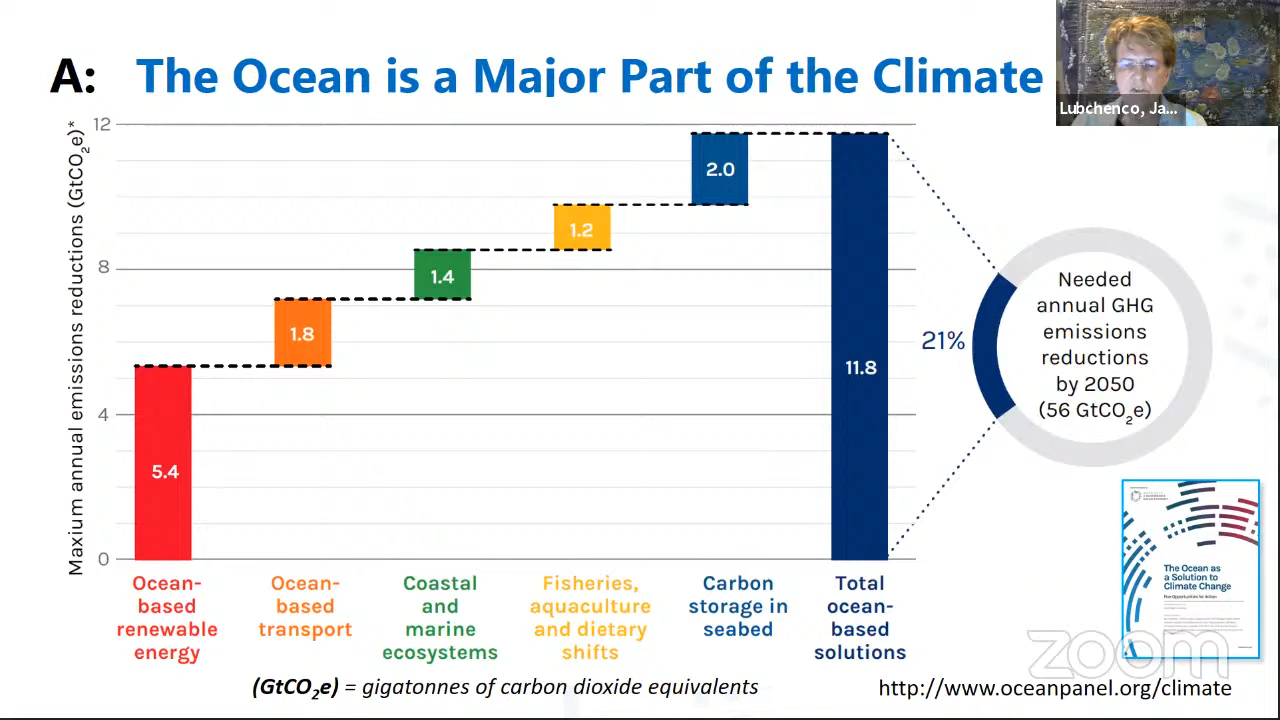 A: The Ocean is a Major Part of the Climate
Lubchenco, Ja...
Maxium annual emissions reductions (GtCO2e)*
12
8
4
0
5.4
1.8
1.4
1.2
2.0
11.8
21%
Needed
annual GHG
emissions
reductions
by 2050
(56 GtCO2e)
Ocean-
based
renewable
energy
Ocean-
based
transport
Coastal
and
marine
ecosystems
Fisheries,
aquaculture
and dietary
shifts
Carbon
storage in
seabed
Total
ocean-
based
solutions
The Ocean as
a Solution to
Climate Change
Five Opportunities for Action
zoom
(GtCO2e) = gigatonnes of carbon dioxide equivalents
http://www.oceanpanel.org/climate